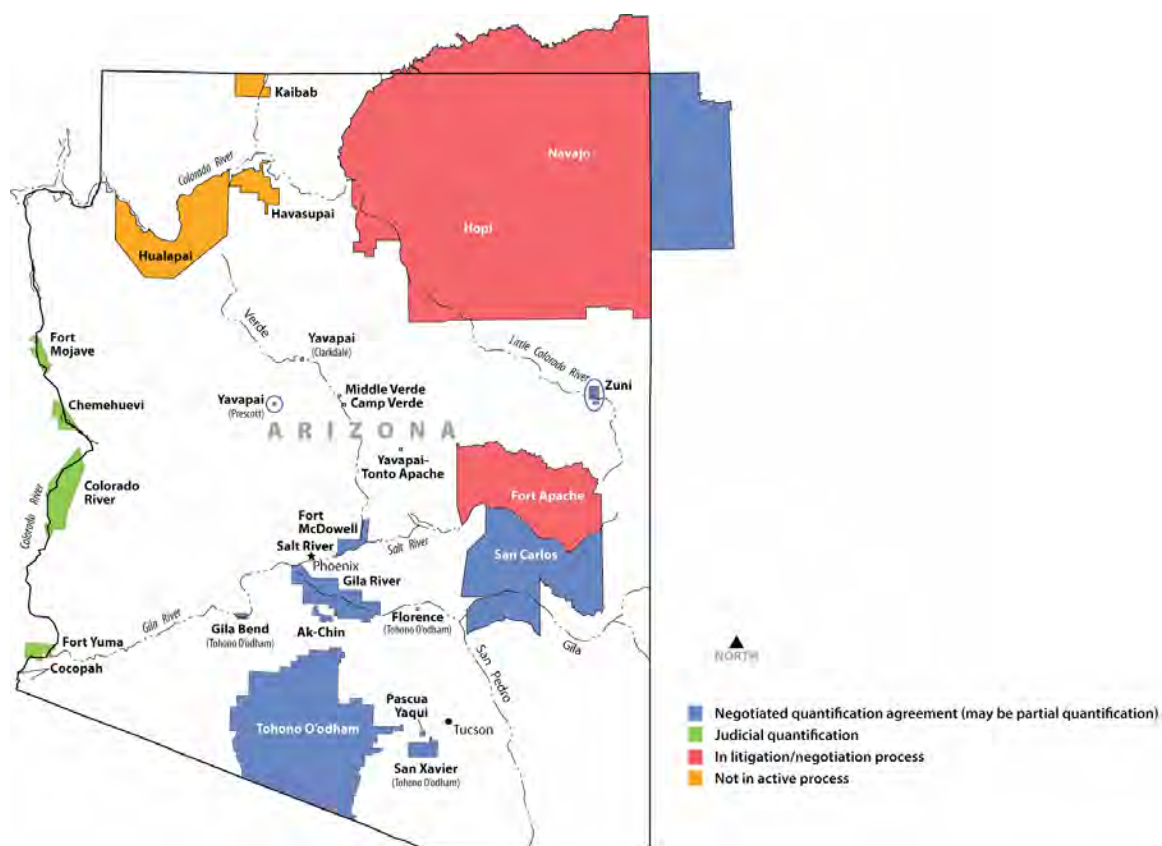 Kaibab
Navajo
Colorado River
Havasupai
Hopi
Hualapai
Verde
Fort
Mojave
Yavapai
(Clarkdale)
Little Colorado River
Zuni
Middle Verde
Camp Verde
Yavapai
(Prescott)
Chemehuevi
ARIZONA
Yavapai-
Tonto Apache
Colorado
River
Colorado River
Fort Apache
Fort
McDowell
Salt River
Salt River
San Carlos
Phoenix
Gila River
Gila River
Gila Bend
(Tohono O'odham)
Ak-Chin
Florence
(Tohono O'odham)
Gila
Fort Yuma
Cocopah
San Pedro
NORTH
Pascua
Yaqui
Tohono O'odham
Tucson
San Xavier
(Tohono O'odham)
Negotiated quantification agreement (may be partial quantification)
Judicial quantification
In litigation/negotiation process
Not in active process